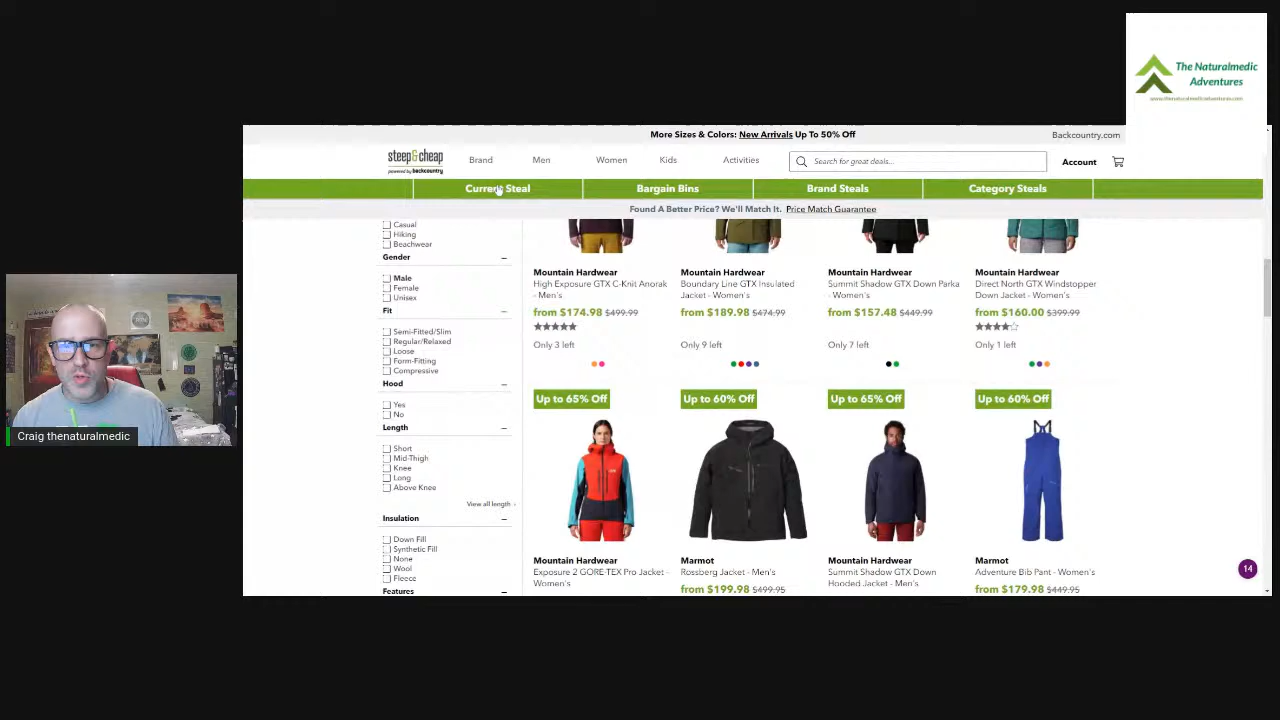 The Naturalmedic
Adventures
www.thenaturalmedicadventures.com
More Sizes & Colors: New Arrivals Up To 50% Off
Backcountry.com
steep&cheap
powered by backcountry
Brand Men Women Kids Activities
Search for great deals...
Account
Current Steal Bargain Bins Brand Steals Category Steals
Found A Better Price? We'll Match It. Price Match Guarantee
Casual
Hiking
Beachwear
Gender
Male
Female
Unisex
Fit
Semi-Fitted/Slim
Regular/Relaxed
Loose
Form-Fitting
Compressive
Hood
Yes
No
Length
Short
Mid-Thigh
Knee
Long
Above Knee
View all length ›
Insulation
Down Fill
Synthetic Fill
None
Wool
Fleece
Features
Mountain Hardwear
High Exposure GTX C-Knit Anorak
- Men's
from $174.98 $499.99
Only 3 left
Mountain Hardwear
Boundary Line GTX Insulated
Jacket - Women's
from $189.98 $474.99
Only 9 left
Mountain Hardwear
Summit Shadow GTX Down Parka
- Women's
from $157.48 $449.99
Only 7 left
Mountain Hardwear
Direct North GTX Windstopper
Down Jacket - Women's
from $160.00 $399.99
Only 1 left
Up to 65% Off
Mountain Hardwear
Exposure 2 GORE-TEX Pro Jacket -
Women's
Up to 60% Off
Marmot
Rossberg Jacket - Men's
from $199.98 $499.95
Up to 65% Off
Mountain Hardwear
Summit Shadow GTX Down
Hooded Jacket - Men's
Up to 60% Off
Marmot
Adventure Bib Pant - Women's
from $179.98 $449.95
14
Craig thenaturalmedic